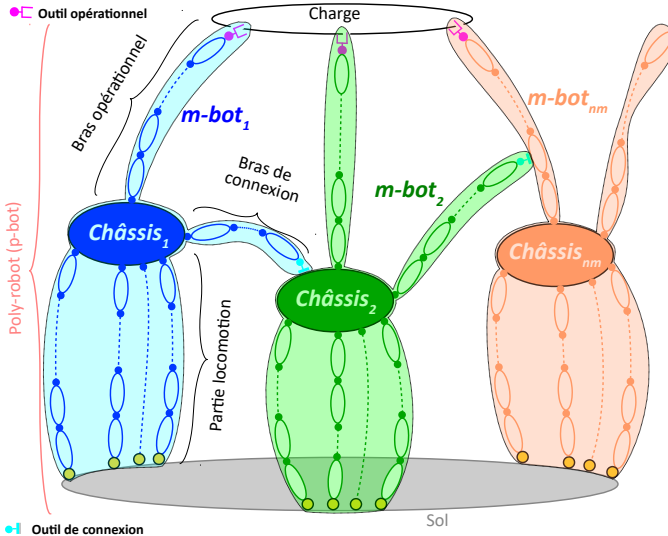 Outil opérationnel
Charge
Bras opérationnel
m-bot1
m-botnm
Bras de
connexion
m-bot2
Poly-robot (p-bot)
Châssis1
Châssis2
Châssisnm
Partie locomotion
Sol
Outil de connexion